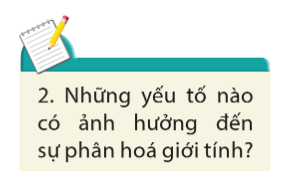 2. Những yếu tố nào
có ảnh hưởng đến
sự phân hoá giới tính?